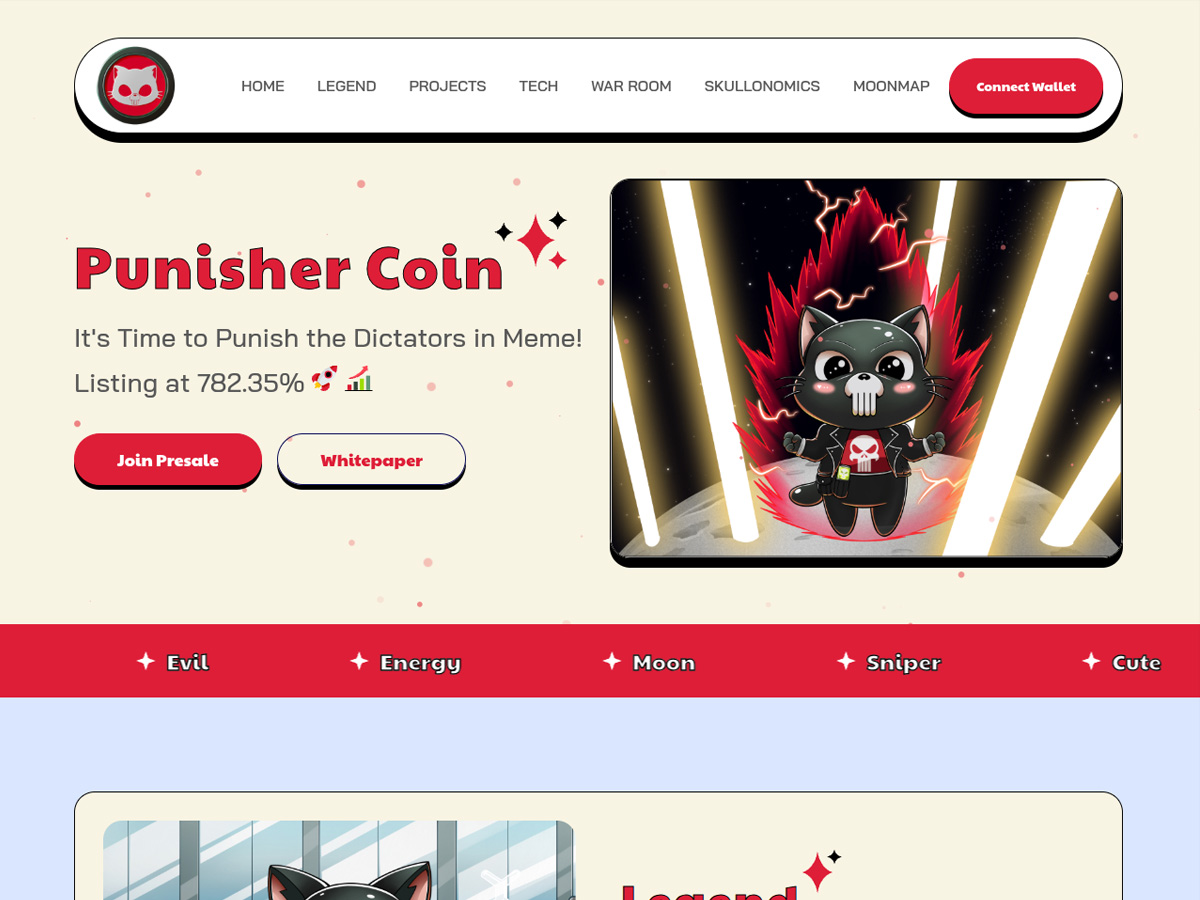 HOME
LEGEND
PROJECTS
TECH
WAR ROOM
SKULLONOMICS
MOONMAP
Connect Wallet
Punisher Coin
It's Time to Punish the Dictators in Meme!
Listing at 782.35% 🚀 📈
Join Presale
Whitepaper
Evil
Energy
Moon
Sniper
Cute
Legend